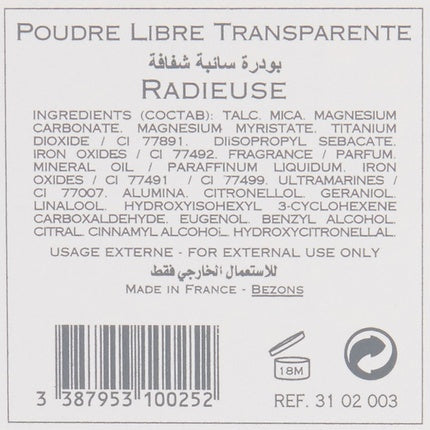 POUDRE LIBRE TRANSPARENTE
بودرة سائبة شفافة
RADIEUSE
INGREDIENTS (COCTAB): TALC. MICA. MAGNESIUM
CARBONATE. MAGNESIUM MYRISTATE. TITANIUM
DIOXIDE / CI 77891. DIISOPROPYL SEBACATE.
IRON OXIDES / CI 77492. FRAGRANCE / PARFUM.
MINERAL OIL / PARAFFINUM LIQUIDUM. IRON
OXIDES / CI 77491 / CI 77499. ULTRAMARINES /
CI 77007. ALUMINA. CITRONELLOL. GERANIOL.
LINALOOL. HYDROXYISOHEXYL 3-CYCLOHEXENE
CARBOXALDEHYDE. EUGENOL. BENZYL ALCOHOL.
CITRAL. CINNAMYL ALCOHOL. HYDROXYCITRONELLAL.
USAGE EXTERNE - FOR EXTERNAL USE ONLY
للاستعمال الخارجي فقط
MADE IN FRANCE - BEZONS
18M
3 387953 100252
REF. 31 02 003